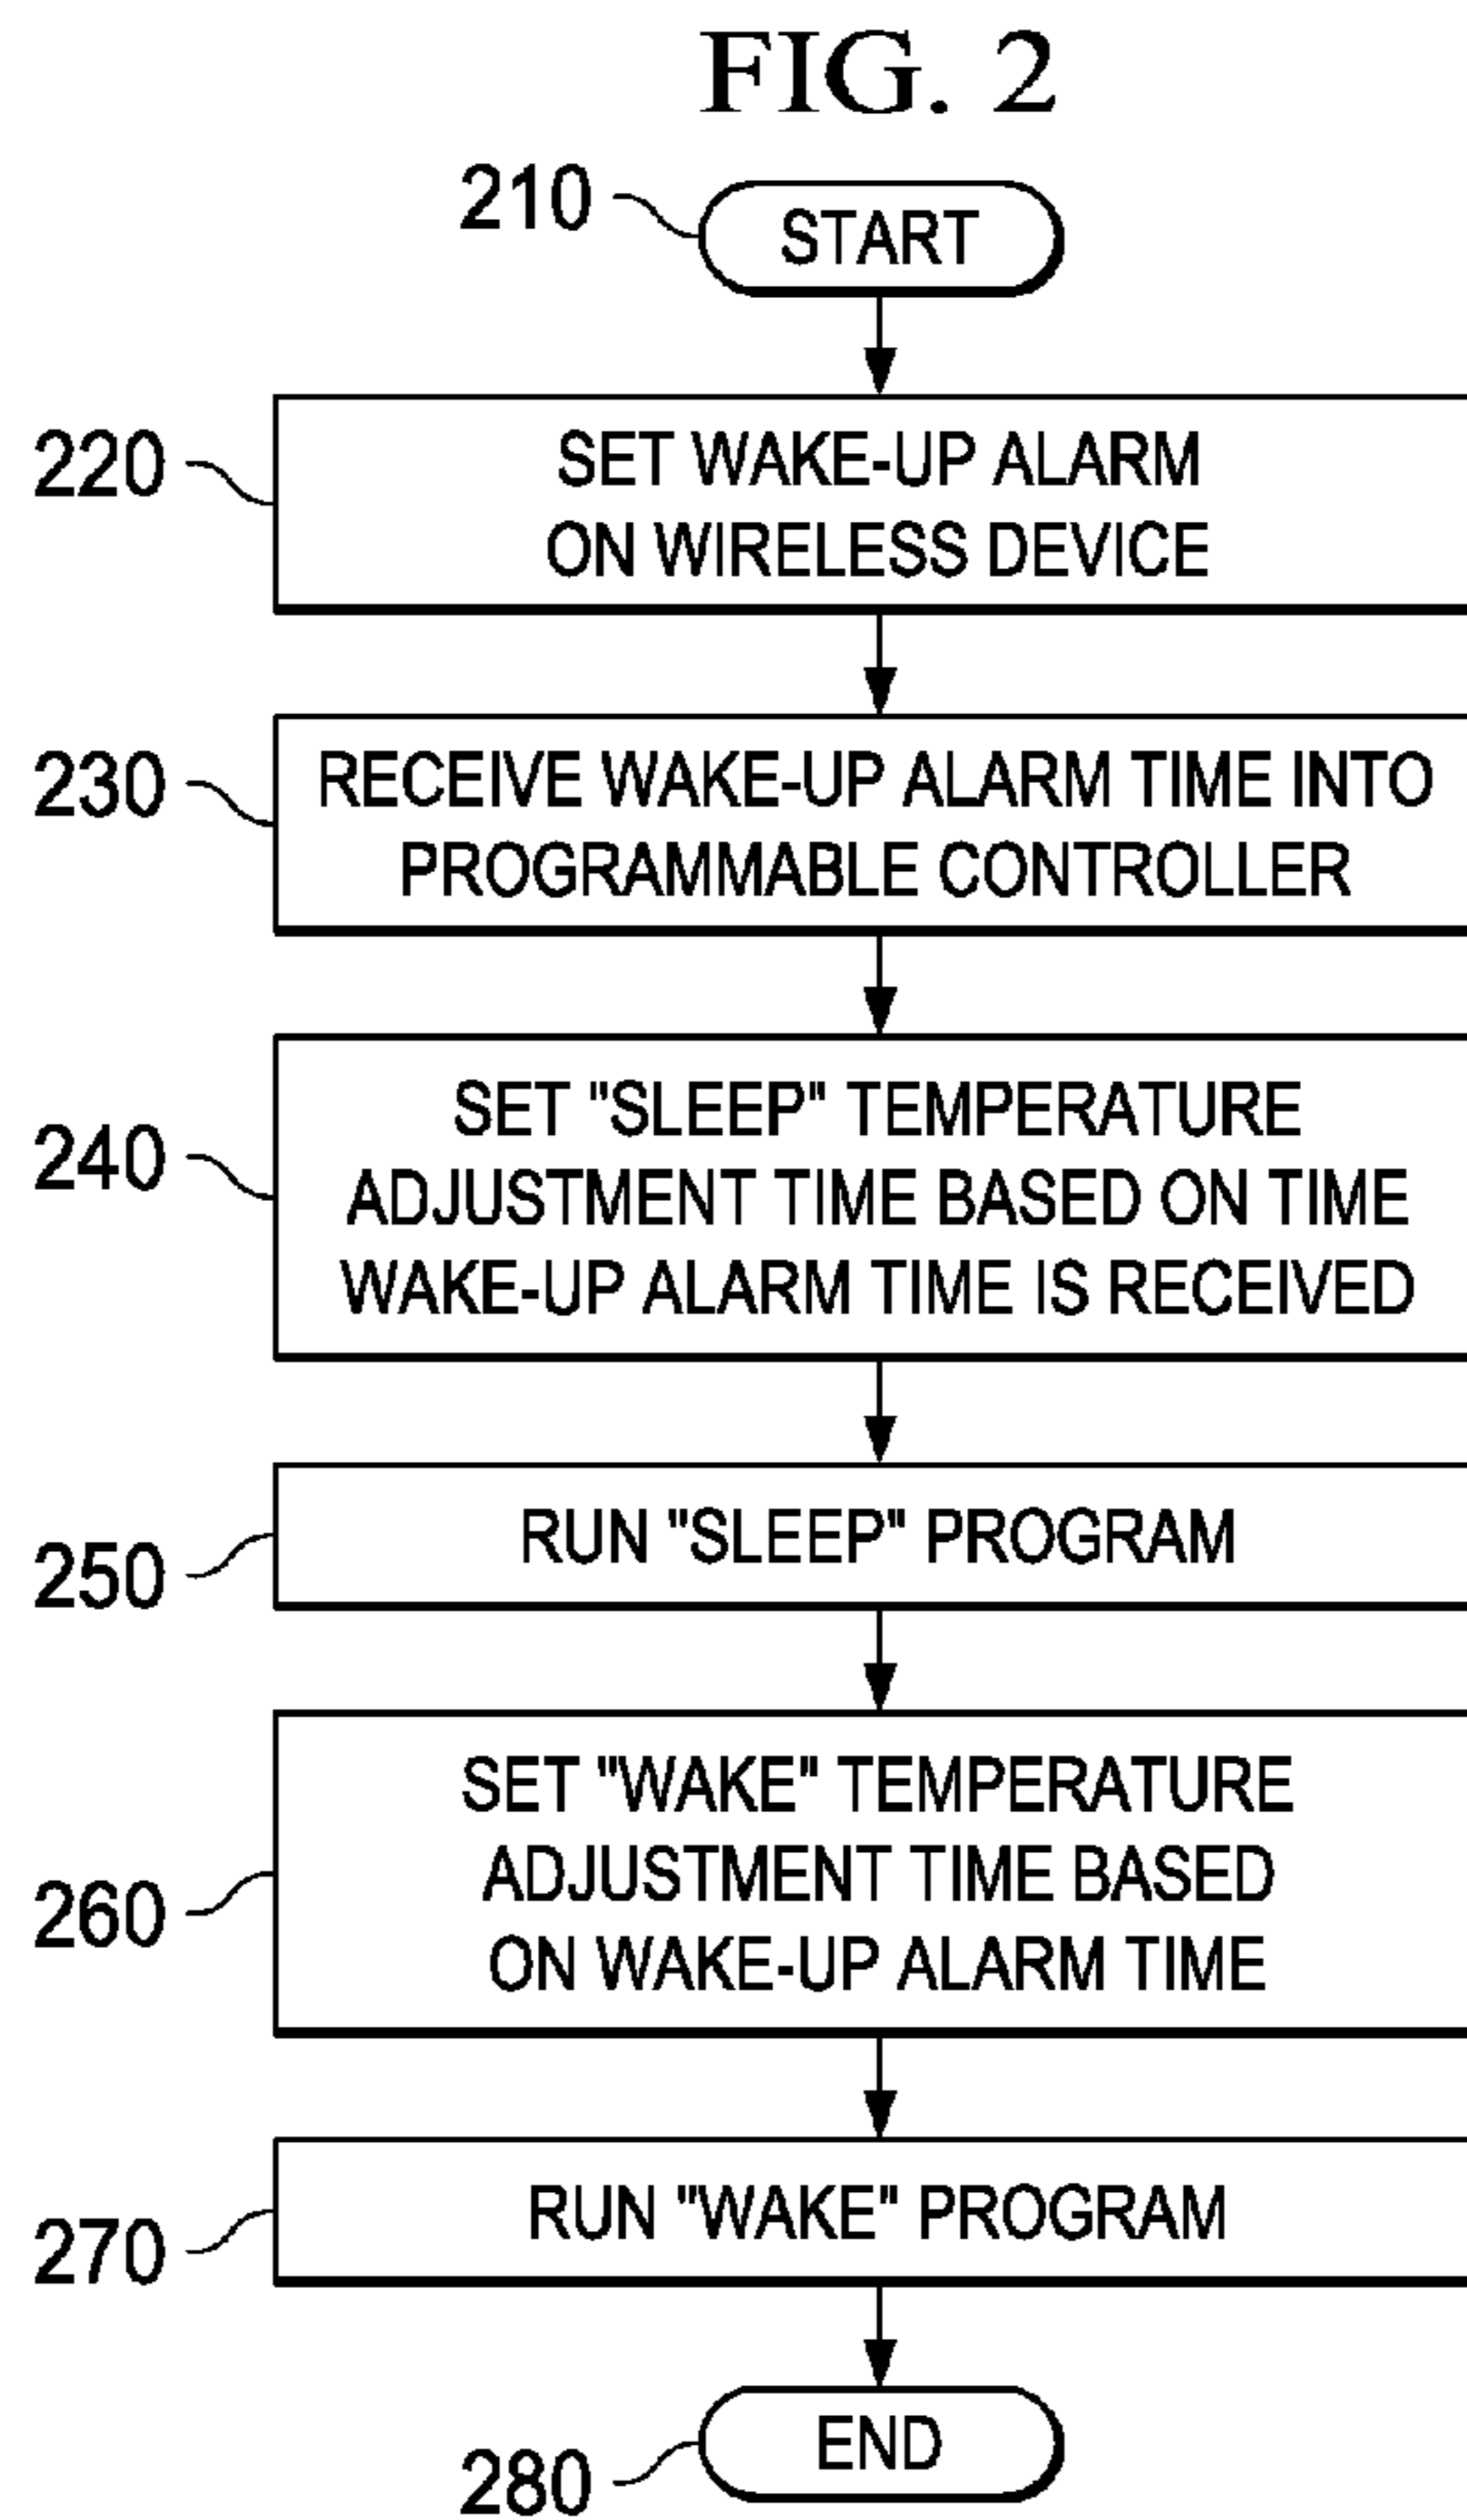 FIG. 2
210
START
220
SET WAKE-UP ALARM
ON WIRELESS DEVICE
230
RECEIVE WAKE-UP ALARM TIME INTO
PROGRAMMABLE CONTROLLER
240
SET "SLEEP" TEMPERATURE
ADJUSTMENT TIME BASED ON TIME
WAKE-UP ALARM TIME IS RECEIVED
250
RUN "SLEEP" PROGRAM
260
SET "WAKE" TEMPERATURE
ADJUSTMENT TIME BASED
ON WAKE-UP ALARM TIME
270
RUN "WAKE" PROGRAM
280
END